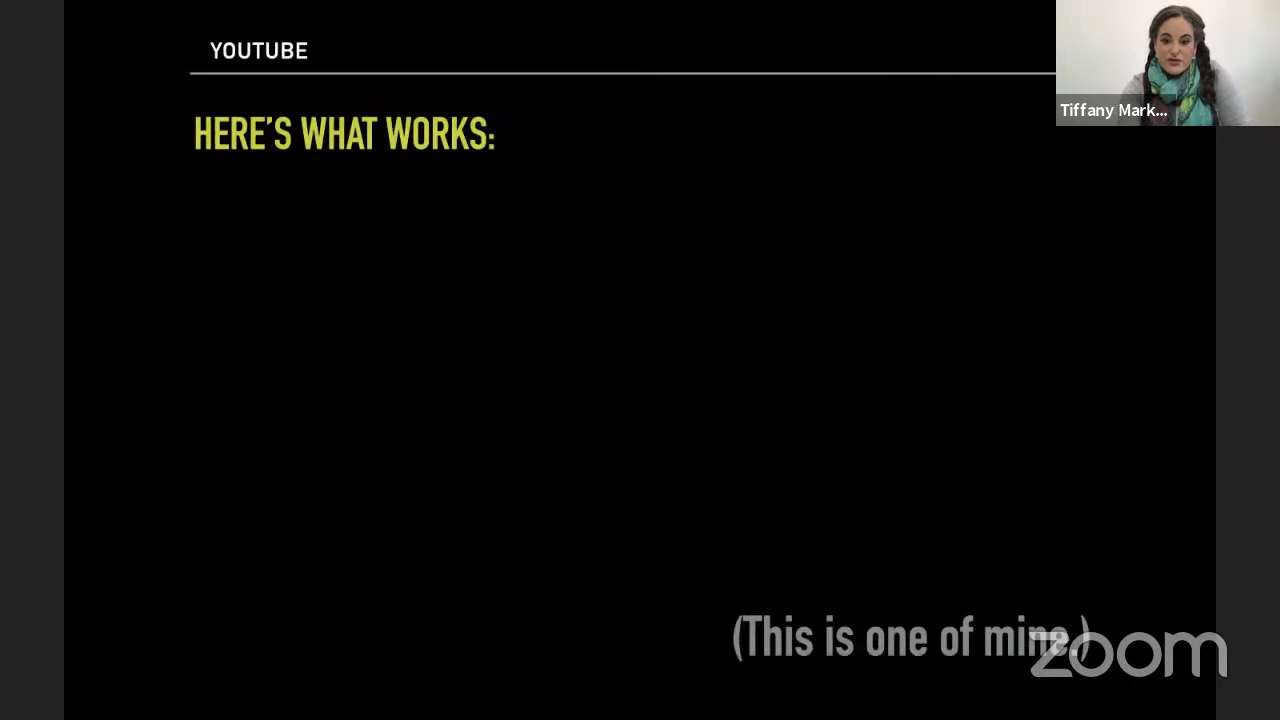 YOUTUBE
Tiffany Mark...
HERE'S WHAT WORKS:
(This is one of mine.)
zoom